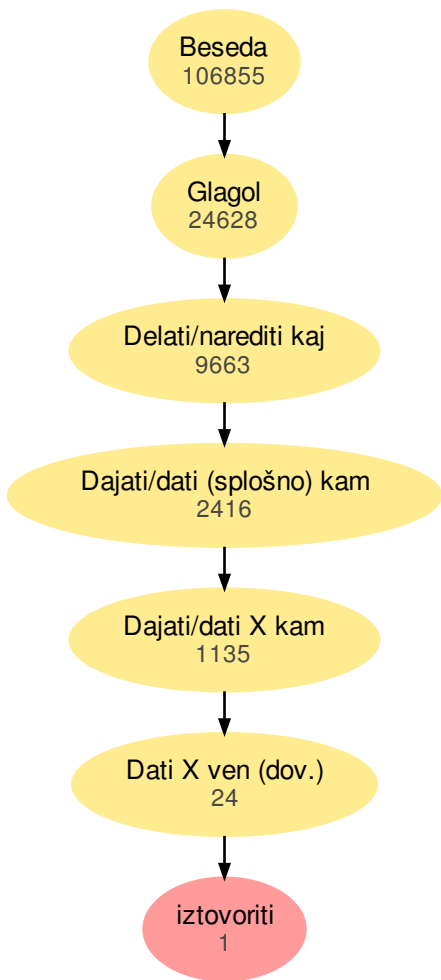 Beseda
106855
Glagol
24628
Delati/narediti kaj
9663
Dajati/dati (splošno) kam
2416
Dajati/dati X kam
1135
Dati X ven (dov.)
24
iztovoriti
1